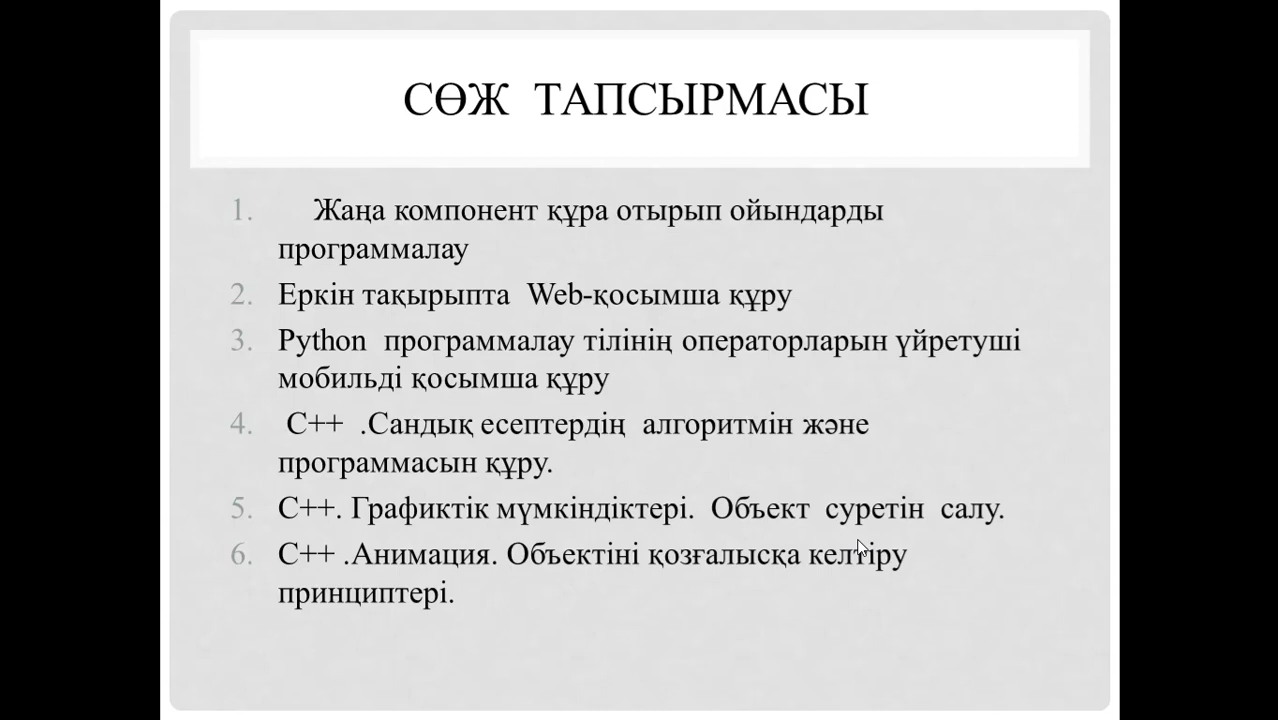 СӨЖ ТАПСЫРМАСЫ
1. Жаңа компонент құра отырып ойындарды
программалау
2. Еркін тақырыпта Web-қосымша құру
3. Python программалау тілінің операторларын үйретуші
мобильді қосымша құру
4. C++ .Сандық есептердің алгоритмін және
программасын құру.
5. C++. Графиктік мүмкіндіктері. Объект суретін салу.
6. C++ .Анимация. Объектіні қозғалысқа келтіру
принциптері.